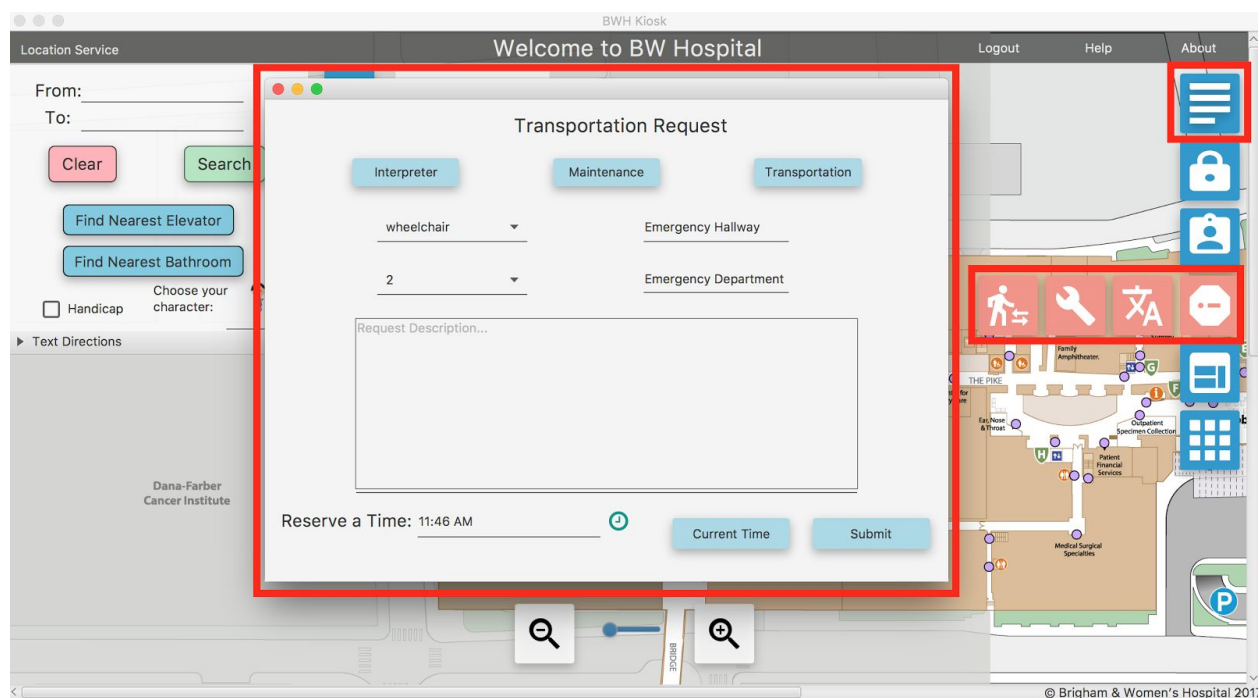 BWH Kiosk
Location Service
Welcome to BW Hospital
Logout
Help
About
From:
To:
Clear
Search
Find Nearest Elevator
Find Nearest Bathroom
Handicap
Choose your
character:
Text Directions
Transportation Request
Interpreter
Maintenance
Transportation
wheelchair
Emergency Hallway
2
Emergency Department
Request Description...
Reserve a Time:
11:46 AM
Current Time
Submit
Dana-Farber
Cancer Institute
Family
Amphitheater.
THE PIKE
G
F
Ear, Nose
& Throat
Outpatient
Specimen Collection
H
Patient
Financial
Services
Medical Surgical
Specialties
P
BRIDGE
© Brigham & Women's Hospital 201